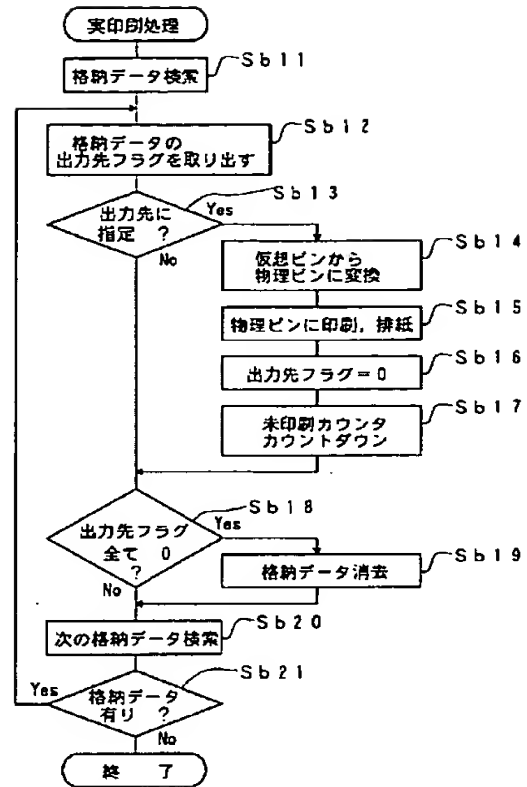 実印刷処理
Sb11
格納データ検索
Sb12
格納データの
出力先フラグを取り出す
Sb13
出力先に
指定 ?
Yes
No
Sb14
仮想ビンから
物理ビンに変換
Sb15
物理ビンに印刷，排紙
Sb16
出力先フラグ=0
Sb17
未印刷カウンタ
カウントダウン
Sb18
出力先フラグ
全て 0
?
Yes
No
Sb19
格納データ消去
Sb20
次の格納データ検索
Sb21
Yes
格納データ
有り ?
No
終 了